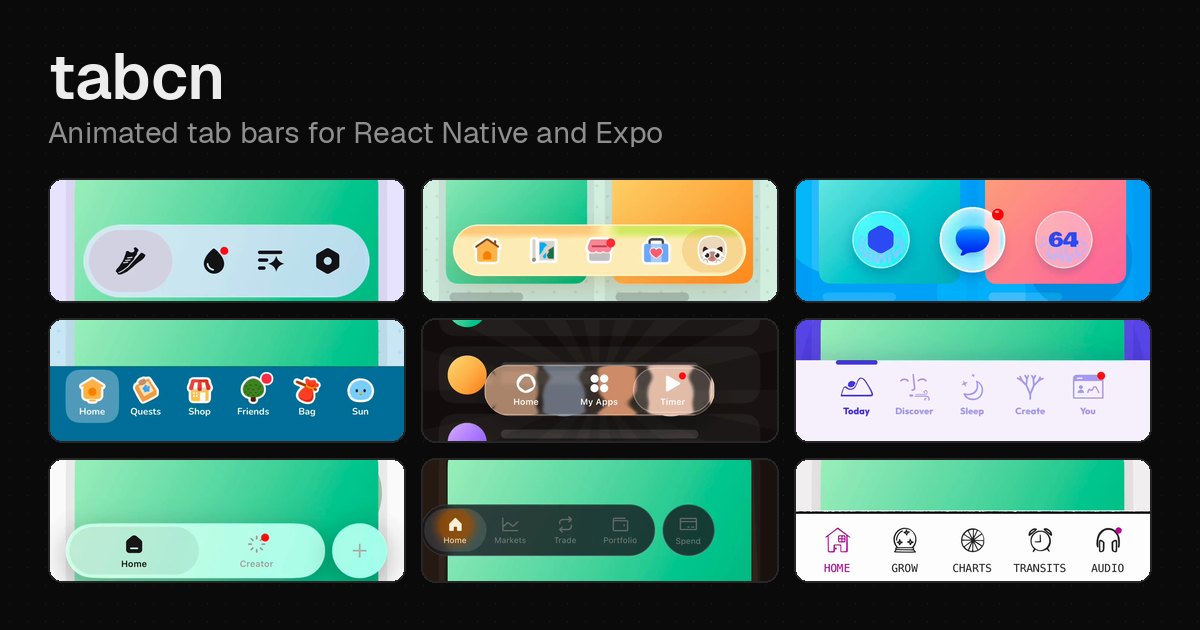 tabcn
Animated tab bars for React Native and Expo
64
Home Quests Shop Friends Bag Sun
Home My Apps Timer
Today Discover Sleep Create You
Home Creator
Home Markets Trade Portfolio Spend
HOME GROW CHARTS TRANSITS AUDIO